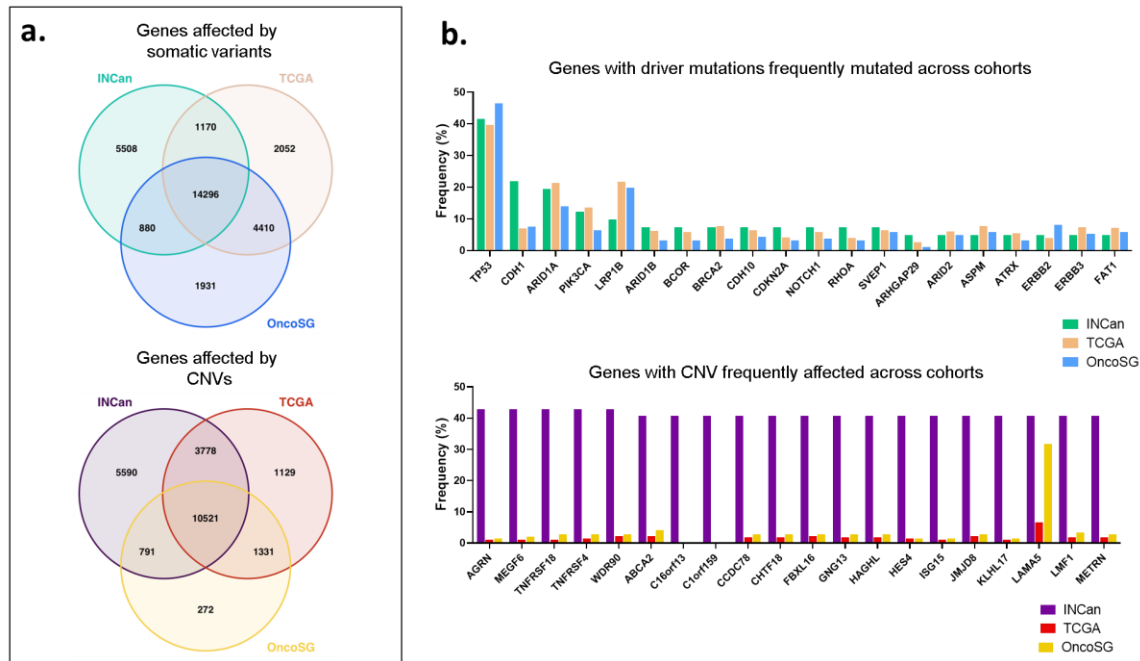 a.
Genes affected by
somatic variants
INCan
TCGA
1170
5508
2052
14296
880
4410
1931
OncoSG
Genes affected by
CNVs
INCan
TCGA
3778
5590
1129
10521
791
1331
272
OncoSG
b.
Genes with driver mutations frequently mutated across cohorts
Frequency (%)
50
40
30
20
10
0
TP53
CDH1
ARID1A
PIK3CA
LRP1B
ARID1B
BCOR
BRCA2
CDH10
CDKN2A
NOTCH1
RHOA
SVEP1
ARHGAP29
ARID2
ASPM
ATRX
ERBB2
ERBB3
FAT1
INCan
TCGA
OncoSG
Genes with CNV frequently affected across cohorts
Frequency (%)
50
40
30
20
10
0
AGRN
MEGF6
TNFRSF18
TNFRSF4
WDR90
ABCA2
C16orf13
C1orf159
CCDC78
CHTF18
FBXL16
GNG13
HAGHL
HES4
ISG15
JMJD8
KLHL17
LAMA5
LMF1
METRN
INCan
TCGA
OncoSG